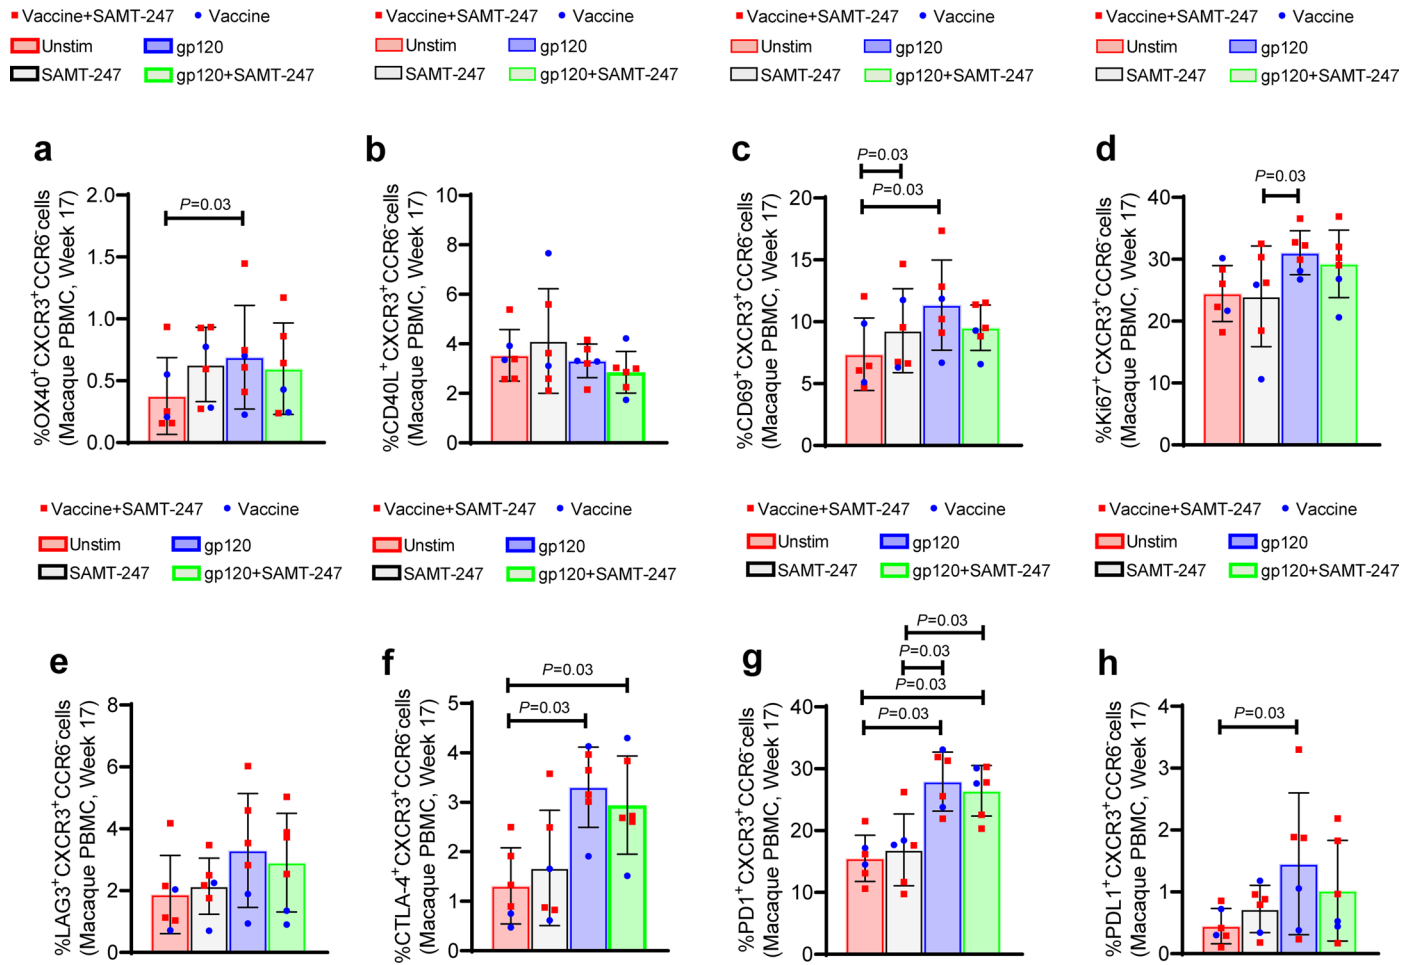 Vaccine+SAMT-247 Vaccine
Unstim gp120
SAMT-247 gp120+SAMT-247
Vaccine+SAMT-247 Vaccine
Unstim gp120
SAMT-247 gp120+SAMT-247
Vaccine+SAMT-247 Vaccine
Unstim gp120
SAMT-247 gp120+SAMT-247
Vaccine+SAMT-247 Vaccine
Unstim gp120
SAMT-247 gp120+SAMT-247
a
%OX40⁺CXCR3⁺CCR6⁻cells
(Macaque PBMC, Week 17)
2.0
1.5
1.0
0.5
0.0
P=0.03
b
%CD40L⁺CXCR3⁺CCR6⁻cells
(Macaque PBMC, Week 17)
10
8
6
4
2
0
c
%CD69⁺CXCR3⁺CCR6⁻cells
(Macaque PBMC, Week 17)
20
15
10
5
0
P=0.03
P=0.03
d
%Ki67⁺CXCR3⁺CCR6⁻cells
(Macaque PBMC, Week 17)
40
30
20
10
0
P=0.03
Vaccine+SAMT-247 Vaccine
Unstim gp120
SAMT-247 gp120+SAMT-247
Vaccine+SAMT-247 Vaccine
Unstim gp120
SAMT-247 gp120+SAMT-247
Vaccine+SAMT-247 Vaccine
Unstim gp120
SAMT-247 gp120+SAMT-247
Vaccine+SAMT-247 Vaccine
Unstim gp120
SAMT-247 gp120+SAMT-247
e
%LAG3⁺CXCR3⁺CCR6⁻cells
(Macaque PBMC, Week 17)
8
6
4
2
0
f
%CTLA-4⁺CXCR3⁺CCR6⁻cells
(Macaque PBMC, Week 17)
5
4
3
2
1
0
P=0.03
P=0.03
g
%PD1⁺CXCR3⁺CCR6⁻cells
(Macaque PBMC, Week 17)
40
30
20
10
0
P=0.03
P=0.03
P=0.03
P=0.03
h
%PDL1⁺CXCR3⁺CCR6⁻cells
(Macaque PBMC, Week 17)
4
3
2
1
0
P=0.03